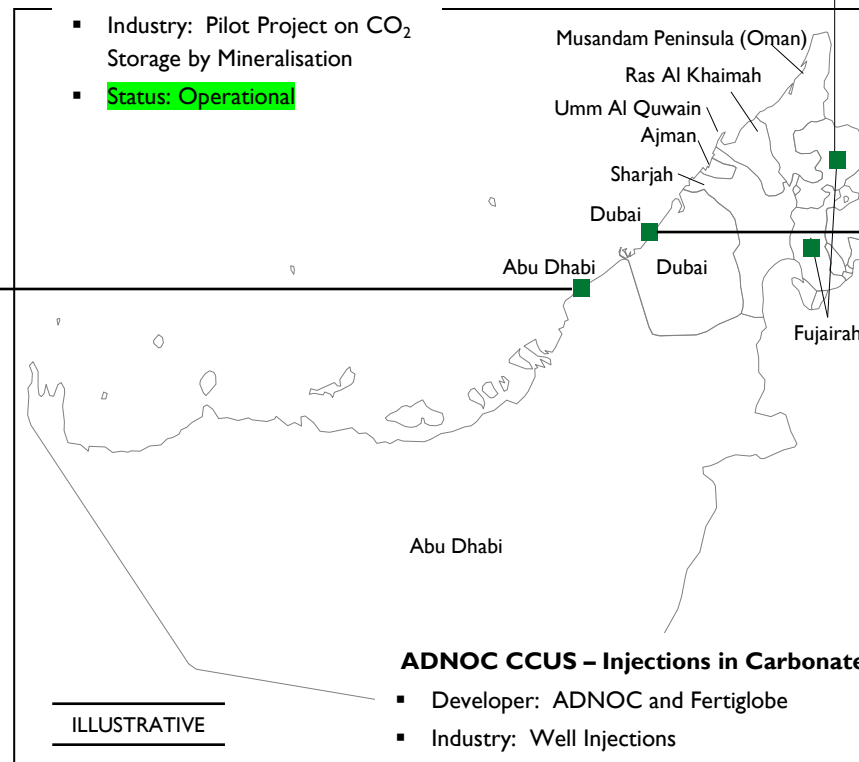 ▪ Industry: Pilot Project on CO₂
Storage by Mineralisation
▪ Status: Operational
Musandam Peninsula (Oman)
Ras Al Khaimah
Umm Al Quwain
Ajman
Sharjah
Dubai
Abu Dhabi
Dubai
Fujairah
Abu Dhabi
ADNOC CCUS – Injections in Carbonate
▪ Developer: ADNOC and Fertiglobe
▪ Industry: Well Injections
ILLUSTRATIVE